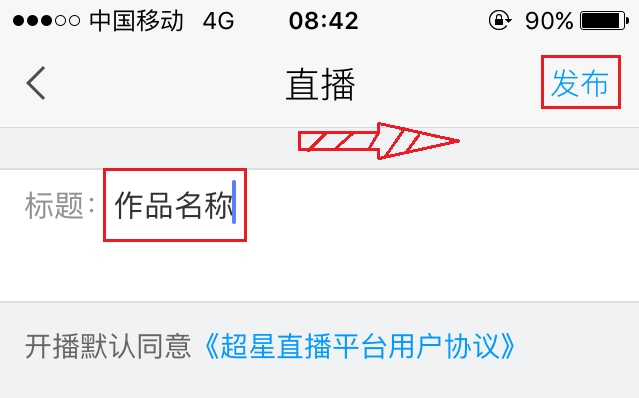 中国移动 4G 08:42 90%
直播 发布
标题：作品名称
开播默认同意《超星直播平台用户协议》